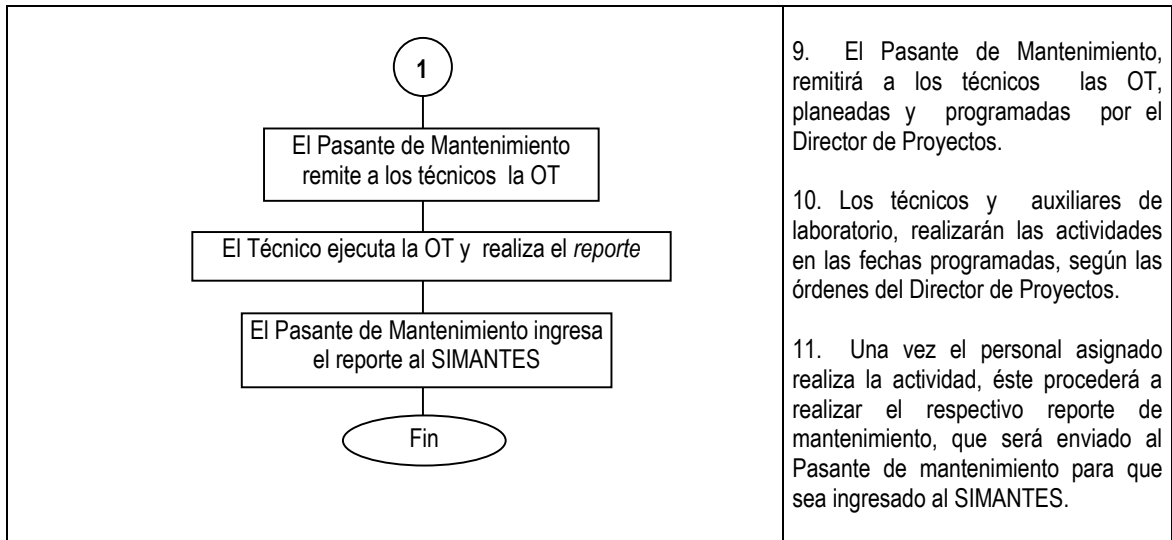 1
El Pasante de Mantenimiento
remite a los técnicos la OT
El Técnico ejecuta la OT y realiza el reporte
El Pasante de Mantenimiento ingresa
el reporte al SIMANTES
Fin
9. El Pasante de Mantenimiento,
remitirá a los técnicos las OT,
planeadas y programadas por el
Director de Proyectos.
10. Los técnicos y auxiliares de
laboratorio, realizarán las actividades
en las fechas programadas, según las
órdenes del Director de Proyectos.
11. Una vez el personal asignado
realiza la actividad, éste procederá a
realizar el respectivo reporte de
mantenimiento, que será enviado al
Pasante de mantenimiento para que
sea ingresado al SIMANTES.